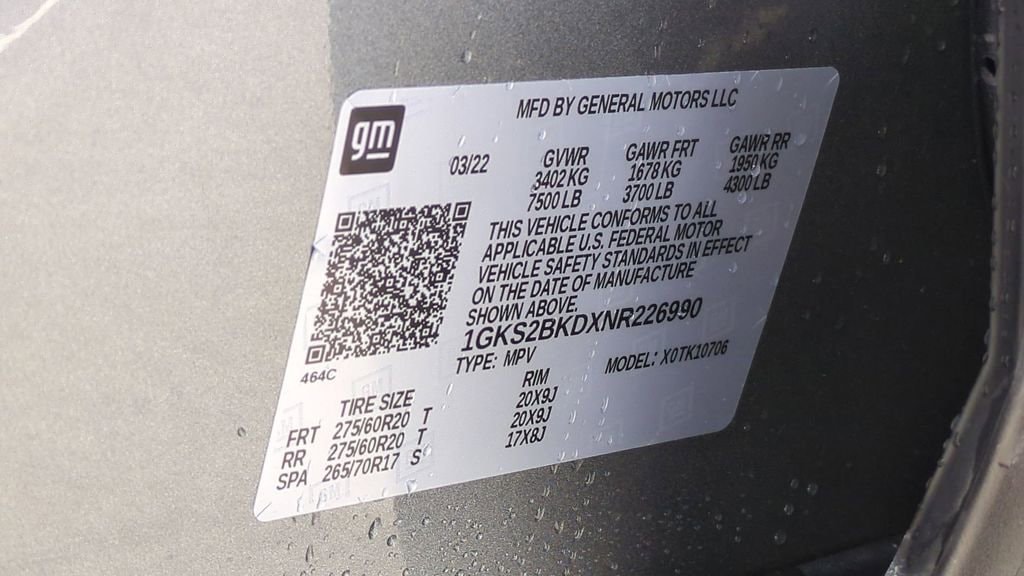 gm
MFD BY GENERAL MOTORS LLC
03/22
GVWR GAWR FRT GAWR RR
3402 KG 1678 KG 1950 KG
7500 LB 3700 LB 4300 LB
THIS VEHICLE CONFORMS TO ALL
APPLICABLE U.S. FEDERAL MOTOR
VEHICLE SAFETY STANDARDS IN EFFECT
ON THE DATE OF MANUFACTURE
SHOWN ABOVE.
1GKS2BKDXNR226990
TYPE: MPV MODEL: X0TK10706
464C
TIRE SIZE RIM
FRT 275/60R20 T 20X9J
RR 275/60R20 T 20X9J
SPA 265/70R17 S 17X8J